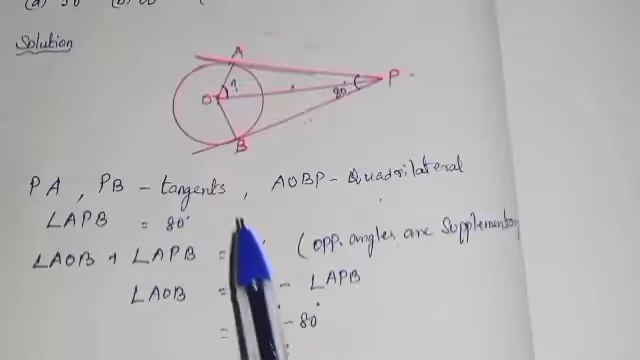 Solution
A
O
?
80°
P
B
PA, PB - tangents, AOBP - Quadrilateral
∠APB = 80°
∠AOB + ∠APB = (opp. angles are Supplementary
∠AOB = - ∠APB
= - 80°